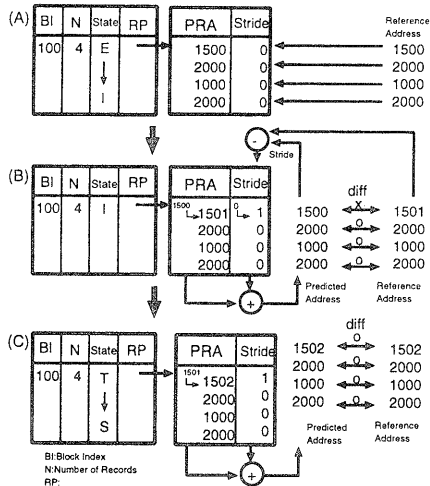 (A)
BI N State RP
100 4 E
I
PRA Stride
1500 0
2000 0
1000 0
2000 0
Reference
Address
1500
2000
1000
2000
-
Stride
(B)
BI N State RP
100 4 I
PRA Stride
1500 0
1501 1
2000 0
1000 0
2000 0
+
diff
1500 X 1501
2000 0 2000
1000 0 1000
2000 0 2000
Predicted
Address
Reference
Address
(C)
BI N State RP
100 4 T
S
PRA Stride
1501
1502 1
2000 0
1000 0
2000 0
+
diff
1502 0 1502
2000 0 2000
1000 0 1000
2000 0 2000
Predicted
Address
Reference
Address
BI:Block Index
N:Number of Records
RP: